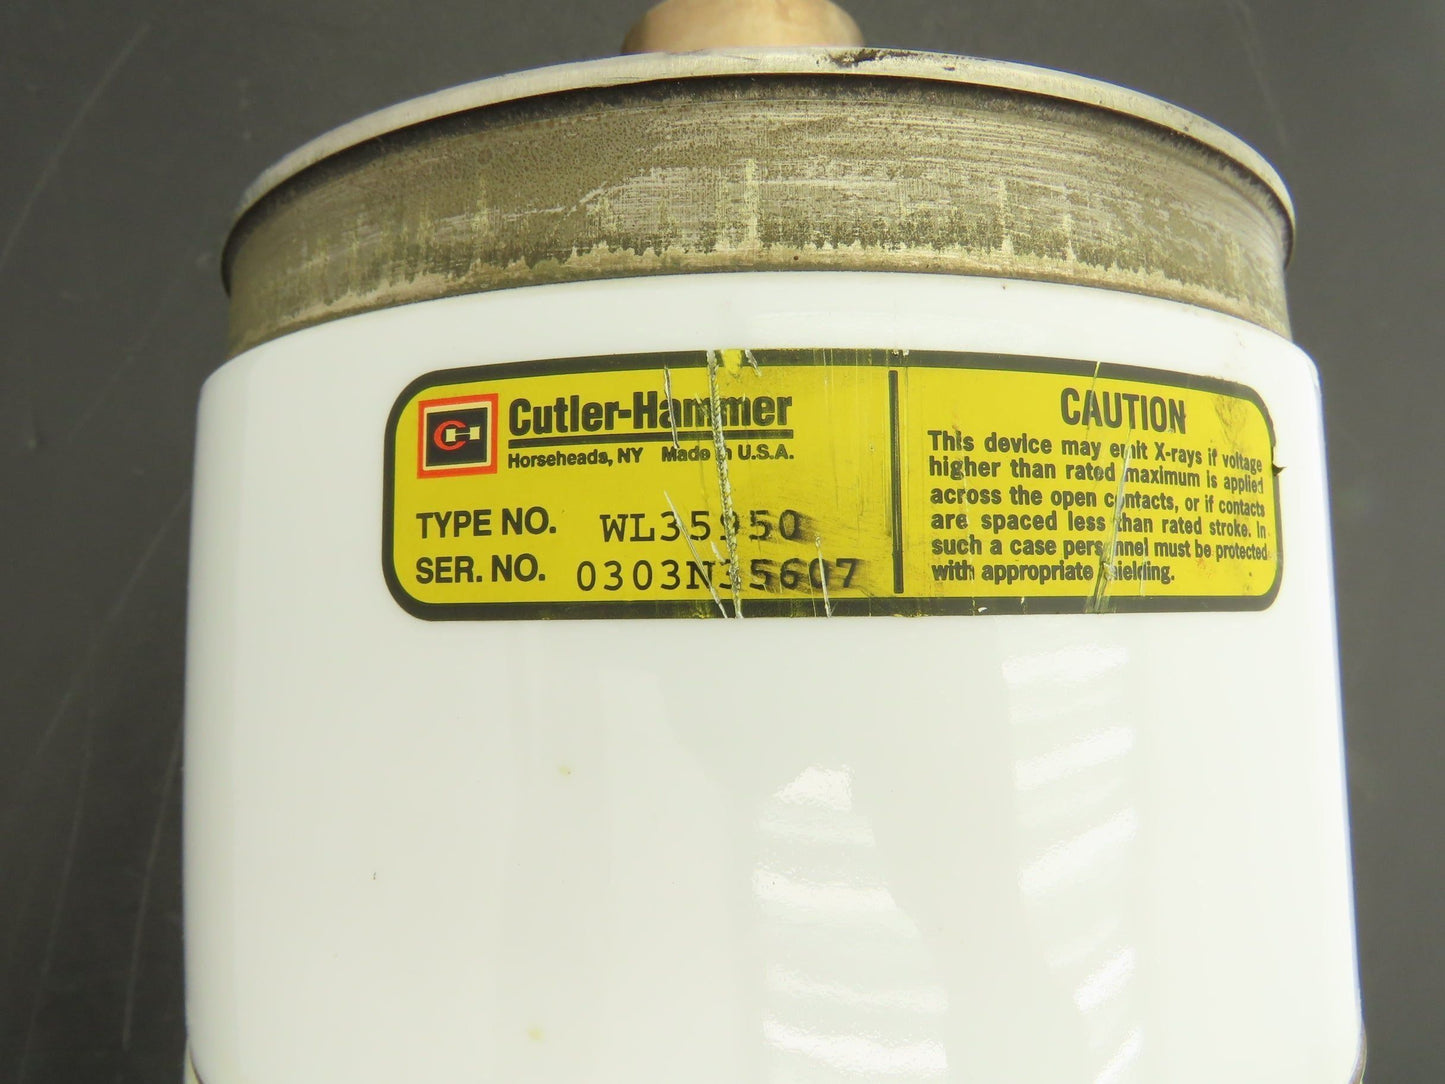 CH Cutler-Hammer
Horseheads, NY Made in U.S.A.
TYPE NO. WL35950
SER. NO. 0303N35607
CAUTION
This device may emit X-rays if voltage
higher than rated maximum is applied
across the open contacts, or if contacts
are spaced less than rated stroke. In
such a case personnel must be protected
with appropriate shielding.